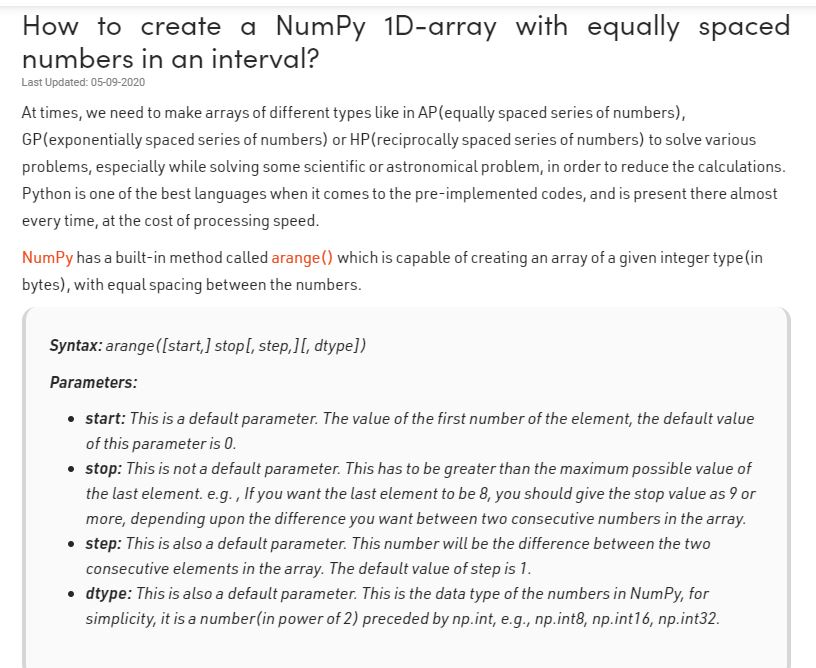 How to create a NumPy 1D-array with equally spaced
numbers in an interval?
Last Updated: 05-09-2020
At times, we need to make arrays of different types like in AP(equally spaced series of numbers),
GP(exponentially spaced series of numbers) or HP(reciprocally spaced series of numbers) to solve various
problems, especially while solving some scientific or astronomical problem, in order to reduce the calculations.
Python is one of the best languages when it comes to the pre-implemented codes, and is present there almost
every time, at the cost of processing speed.
NumPy has a built-in method called arange() which is capable of creating an array of a given integer type(in
bytes), with equal spacing between the numbers.
Syntax: arange([start,] stop[, step,][, dtype])
Parameters:
• start: This is a default parameter. The value of the first number of the element, the default value
of this parameter is 0.
• stop: This is not a default parameter. This has to be greater than the maximum possible value of
the last element. e.g. , If you want the last element to be 8, you should give the stop value as 9 or
more, depending upon the difference you want between two consecutive numbers in the array.
• step: This is also a default parameter. This number will be the difference between the two
consecutive elements in the array. The default value of step is 1.
• dtype: This is also a default parameter. This is the data type of the numbers in NumPy, for
simplicity, it is a number(in power of 2) preceded by np.int, e.g., np.int8, np.int16, np.int32.